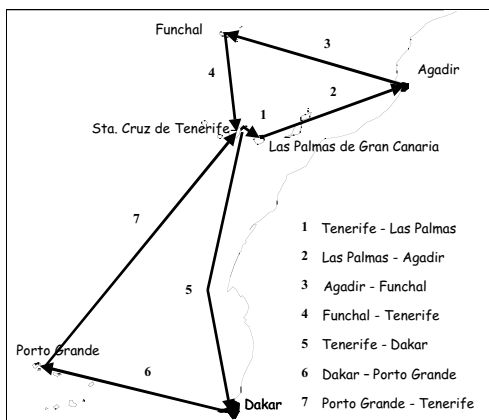 Funchal
3
Agadir
4
2
1
Sta. Cruz de Tenerife
Las Palmas de Gran Canaria
7
5
Porto Grande
6
Dakar
1 Tenerife - Las Palmas
2 Las Palmas - Agadir
3 Agadir - Funchal
4 Funchal - Tenerife
5 Tenerife - Dakar
6 Dakar - Porto Grande
7 Porto Grande - Tenerife